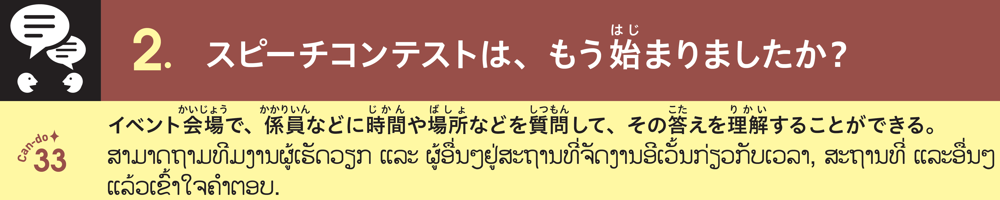 はじ
2. スピーチコンテストは、もう始まりましたか？
かいじょう かかりいん じかん ばしょ しつもん こた りかい
イベント会場で、係員などに時間や場所などを質問して、その答えを理解することができる。
Can-do
33
ສາມາດຖາມທີມງານຜູ້ເຮັດວຽກ ແລະ ຜູ້ອື່ນໆຢູ່ສະຖານທີ່ຈັດງານອີເວັ້ນກ່ຽວກັບເວລາ, ສະຖານທີ່ ແລະອື່ນໆ
ແລ້ວເຂົ້າໃຈຄຳຕອບ.